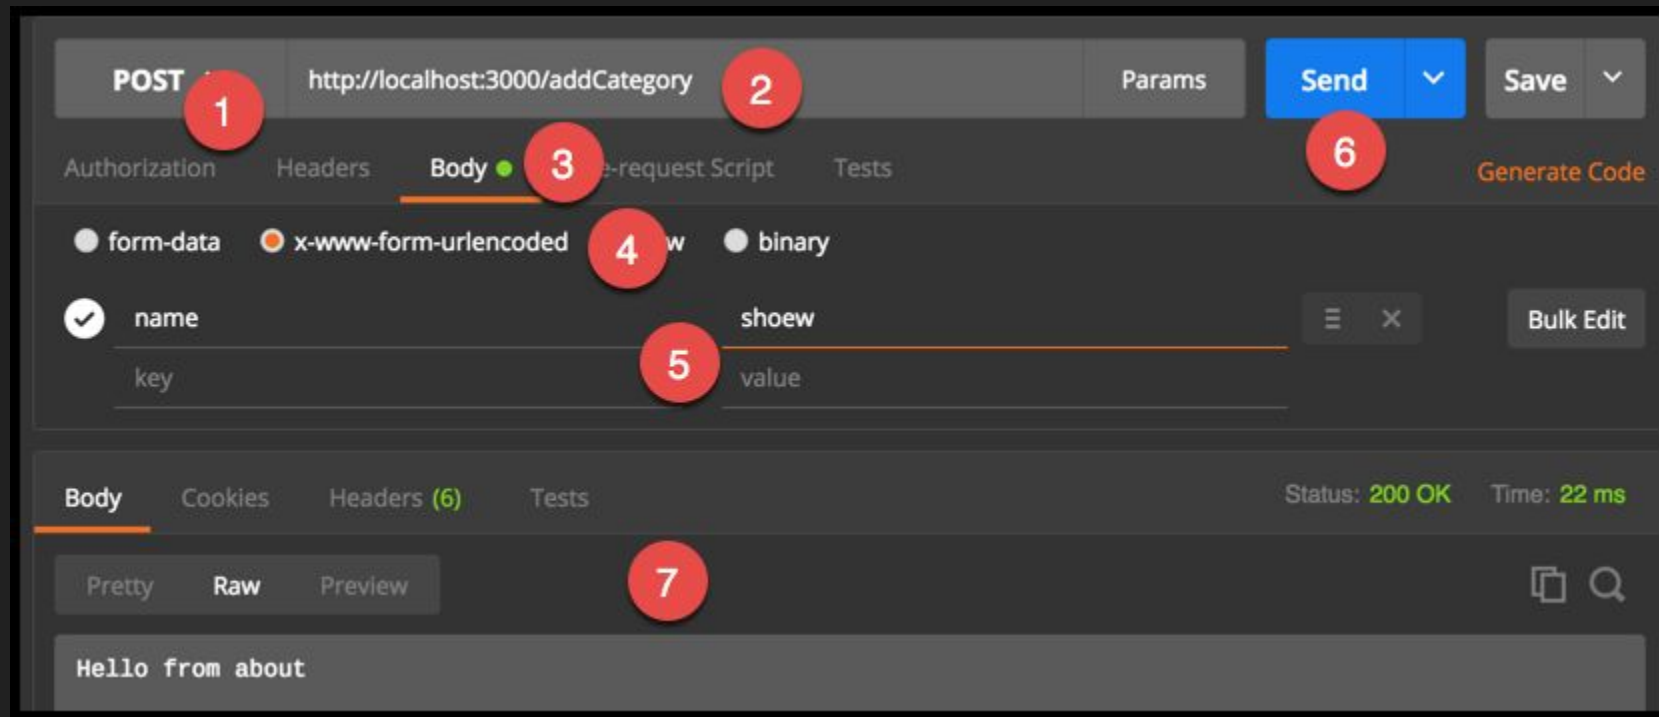 POST http://localhost:3000/addCategory Params Send Save
1 2
Authorization Headers Body 3 e-request Script Tests 6 Generate Code
form-data x-www-form-urlencoded 4 w binary
name shoew Bulk Edit
5
key value
Body Cookies Headers (6) Tests Status: 200 OK Time: 22 ms
Pretty Raw Preview 7
Hello from about